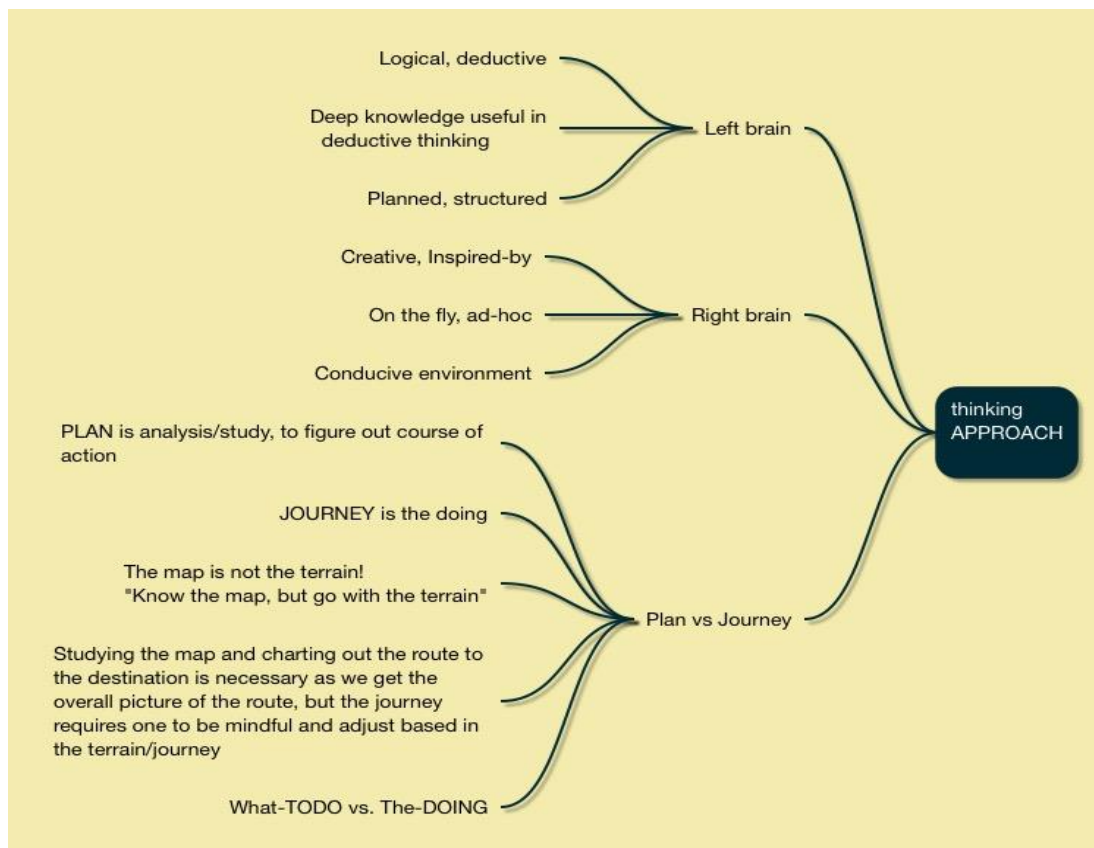 Logical, deductive
Deep knowledge useful in
deductive thinking
Planned, structured
Left brain
Creative, Inspired-by
On the fly, ad-hoc
Conducive environment
Right brain
thinking
APPROACH
PLAN is analysis/study, to figure out course of
action
JOURNEY is the doing
The map is not the terrain!
"Know the map, but go with the terrain"
Studying the map and charting out the route to
the destination is necessary as we get the
overall picture of the route, but the journey
requires one to be mindful and adjust based in
the terrain/journey
What-TODO vs. The-DOING
Plan vs Journey